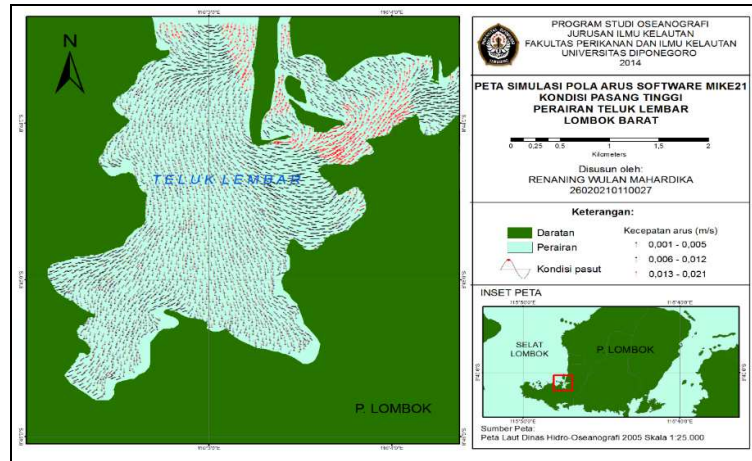 N
TELUK LEMBAR
P. LOMBOK
PROGRAM STUDI OSEANOGRAFI
JURUSAN ILMU KELAUTAN
FAKULTAS PERIKANAN DAN ILMU KELAUTAN
UNIVERSITAS DIPONEGORO
2014
PETA SIMULASI POLA ARUS SOFTWARE MIKE21
KONDISI PASANG TINGGI
PERAIRAN TELUK LEMBAR
LOMBOK BARAT
0 0,25 0,5 1 1,5 2
Kilometers
Disusun oleh:
RENANING WULAN MAHARDIKA
26020210110027
Keterangan:
Daratan
Perairan
Kondisi pasut
Kecepatan arus (m/s)
0,001 - 0,005
0,006 - 0,012
0,013 - 0,021
INSET PETA
SELAT
LOMBOK
P. LOMBOK
Sumber Peta:
Peta Laut Dinas Hidro-Oseanografi 2005 Skala 1:25.000